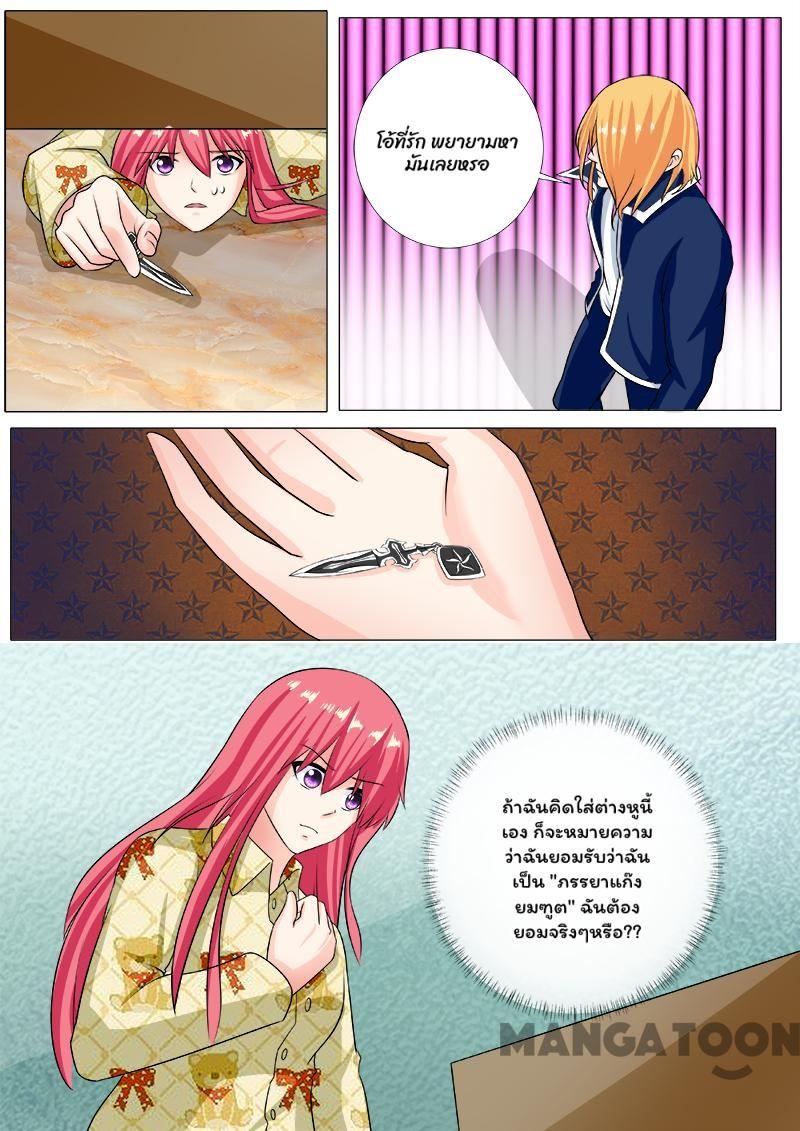 โอ้ที่รัก พยายามหา
มันเลยหรอ
ถ้าฉันคิดใส่ต่างหูนี้
เอง ก็จะหมายความ
ว่าฉันยอมรับว่าฉัน
เป็น "ภรรยาแก๊ง
ยมฑูต" ฉันต้อง
ยอมจริงๆหรือ??
MANGATOON